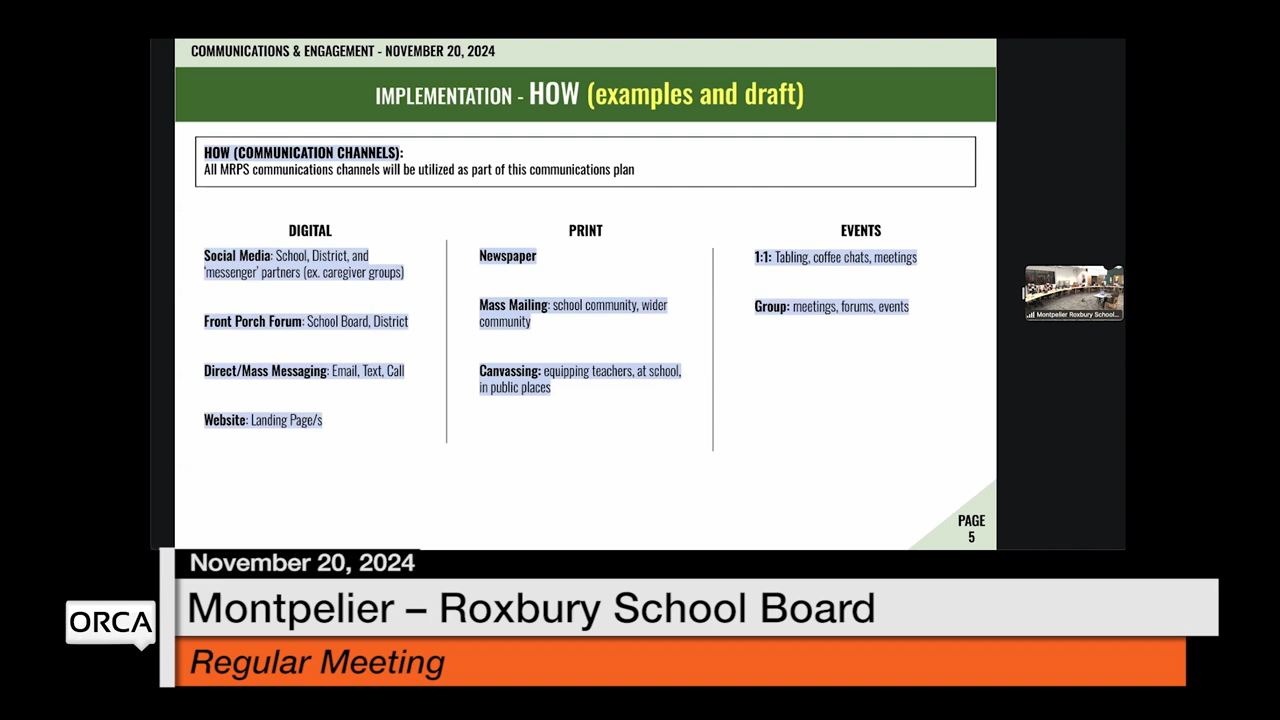 COMMUNICATIONS & ENGAGEMENT - NOVEMBER 20, 2024
IMPLEMENTATION - HOW (examples and draft)
HOW (COMMUNICATION CHANNELS):
All MRPS communications channels will be utilized as part of this communications plan
DIGITAL
Social Media: School, District, and
'messenger' partners (ex. caregiver groups)
Front Porch Forum: School Board, District
Direct/Mass Messaging: Email, Text, Call
Website: Landing Page/s
PRINT
Newspaper
Mass Mailing: school community, wider
community
Canvassing: equipping teachers, at school,
in public places
EVENTS
1:1: Tabling, coffee chats, meetings
Group: meetings, forums, events
PAGE
5
Montpelier Roxbury School...
November 20, 2024
ORCA
Montpelier – Roxbury School Board
Regular Meeting